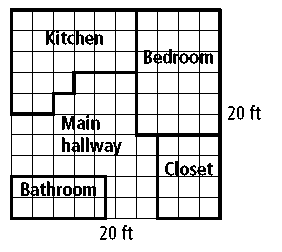 Kitchen
Bedroom
20 ft
Main
hallway
Closet
Bathroom
20 ft